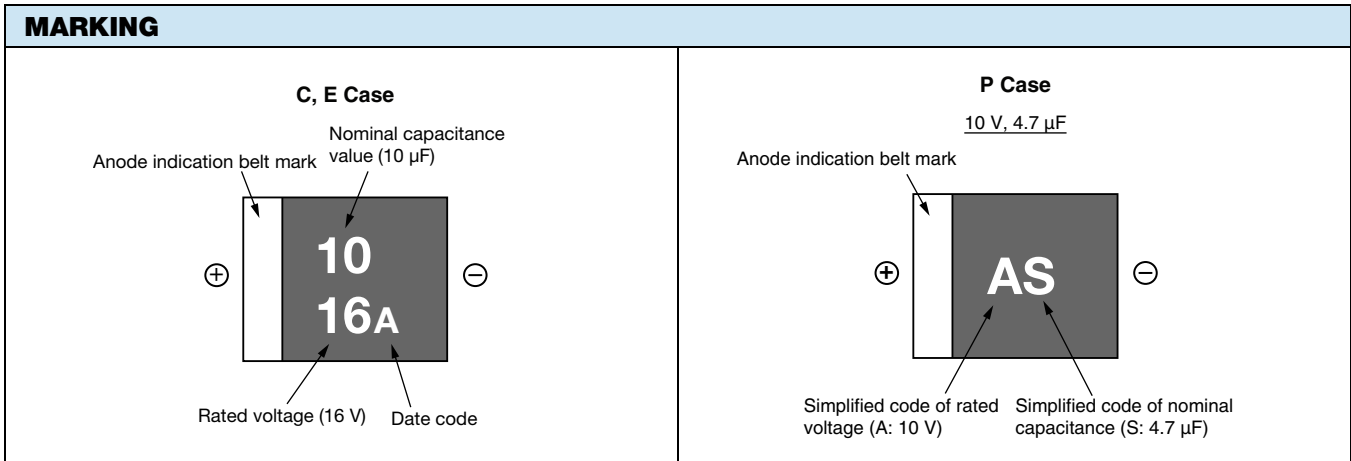 MARKING
C, E Case
Nominal capacitance
value (10 µF)
Anode indication belt mark
10
16A
Rated voltage (16 V)
Date code
P Case
10 V, 4.7 µF
Anode indication belt mark
AS
Simplified code of rated
voltage (A: 10 V)
Simplified code of nominal
capacitance (S: 4.7 µF)